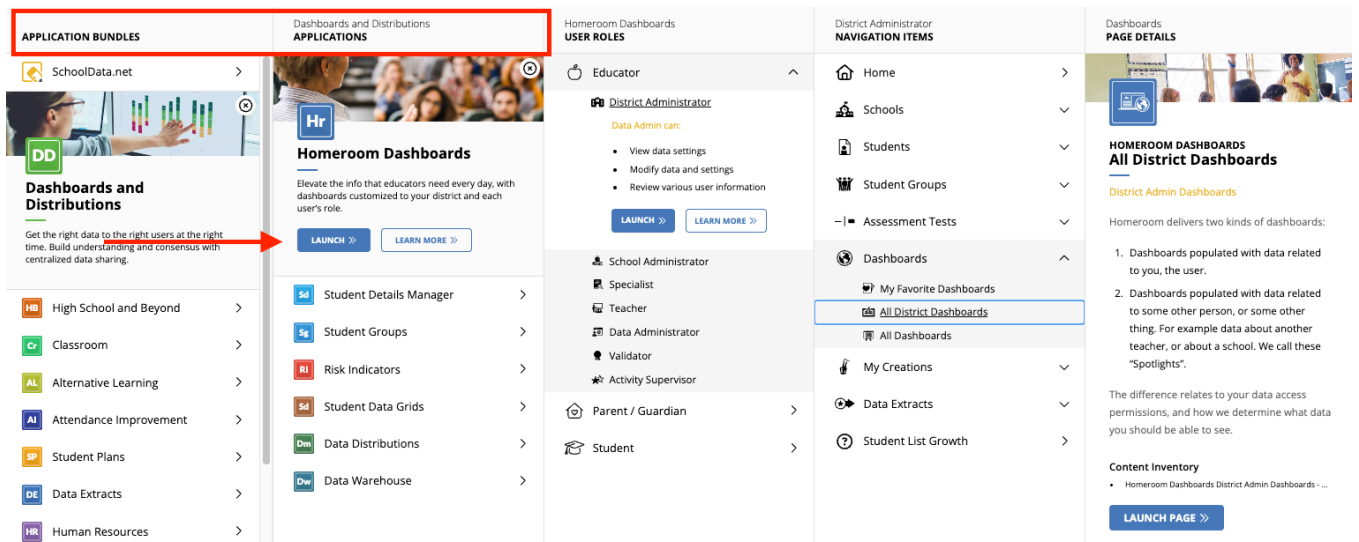 APPLICATION BUNDLES
SchoolData.net
DD
Dashboards and
Distributions
Get the right data to the right users at the right
time. Build understanding and consensus with
centralized data sharing.
HB High School and Beyond
Cr Classroom
AL Alternative Learning
AI Attendance Improvement
SP Student Plans
DE Data Extracts
HR Human Resources
Dashboards and Distributions
APPLICATIONS
Hr
Homeroom Dashboards
Elevate the info that educators need every day, with
dashboards customized to your district and each
user's role.
LAUNCH » LEARN MORE »
Sd Student Details Manager
Sg Student Groups
RI Risk Indicators
Sd Student Data Grids
Dm Data Distributions
Dw Data Warehouse
Homeroom Dashboards
USER ROLES
Educator
District Administrator
Data Admin can:
• View data settings
• Modify data and settings
• Review various user information
LAUNCH » LEARN MORE »
School Administrator
Specialist
Teacher
Data Administrator
Validator
Activity Supervisor
Parent / Guardian
Student
District Administrator
NAVIGATION ITEMS
Home
Schools
Students
Student Groups
Assessment Tests
Dashboards
My Favorite Dashboards
All District Dashboards
All Dashboards
My Creations
Data Extracts
Student List Growth
Dashboards
PAGE DETAILS
HOMEROOM DASHBOARDS
All District Dashboards
District Admin Dashboards
Homeroom delivers two kinds of dashboards:
1. Dashboards populated with data related
to you, the user.
2. Dashboards populated with data related
to some other person, or some other
thing. For example data about another
teacher, or about a school. We call these
“Spotlights”.
The difference relates to your data access
permissions, and how we determine what data
you should be able to see.
Content Inventory
• Homeroom Dashboards District Admin Dashboards - ...
LAUNCH PAGE »